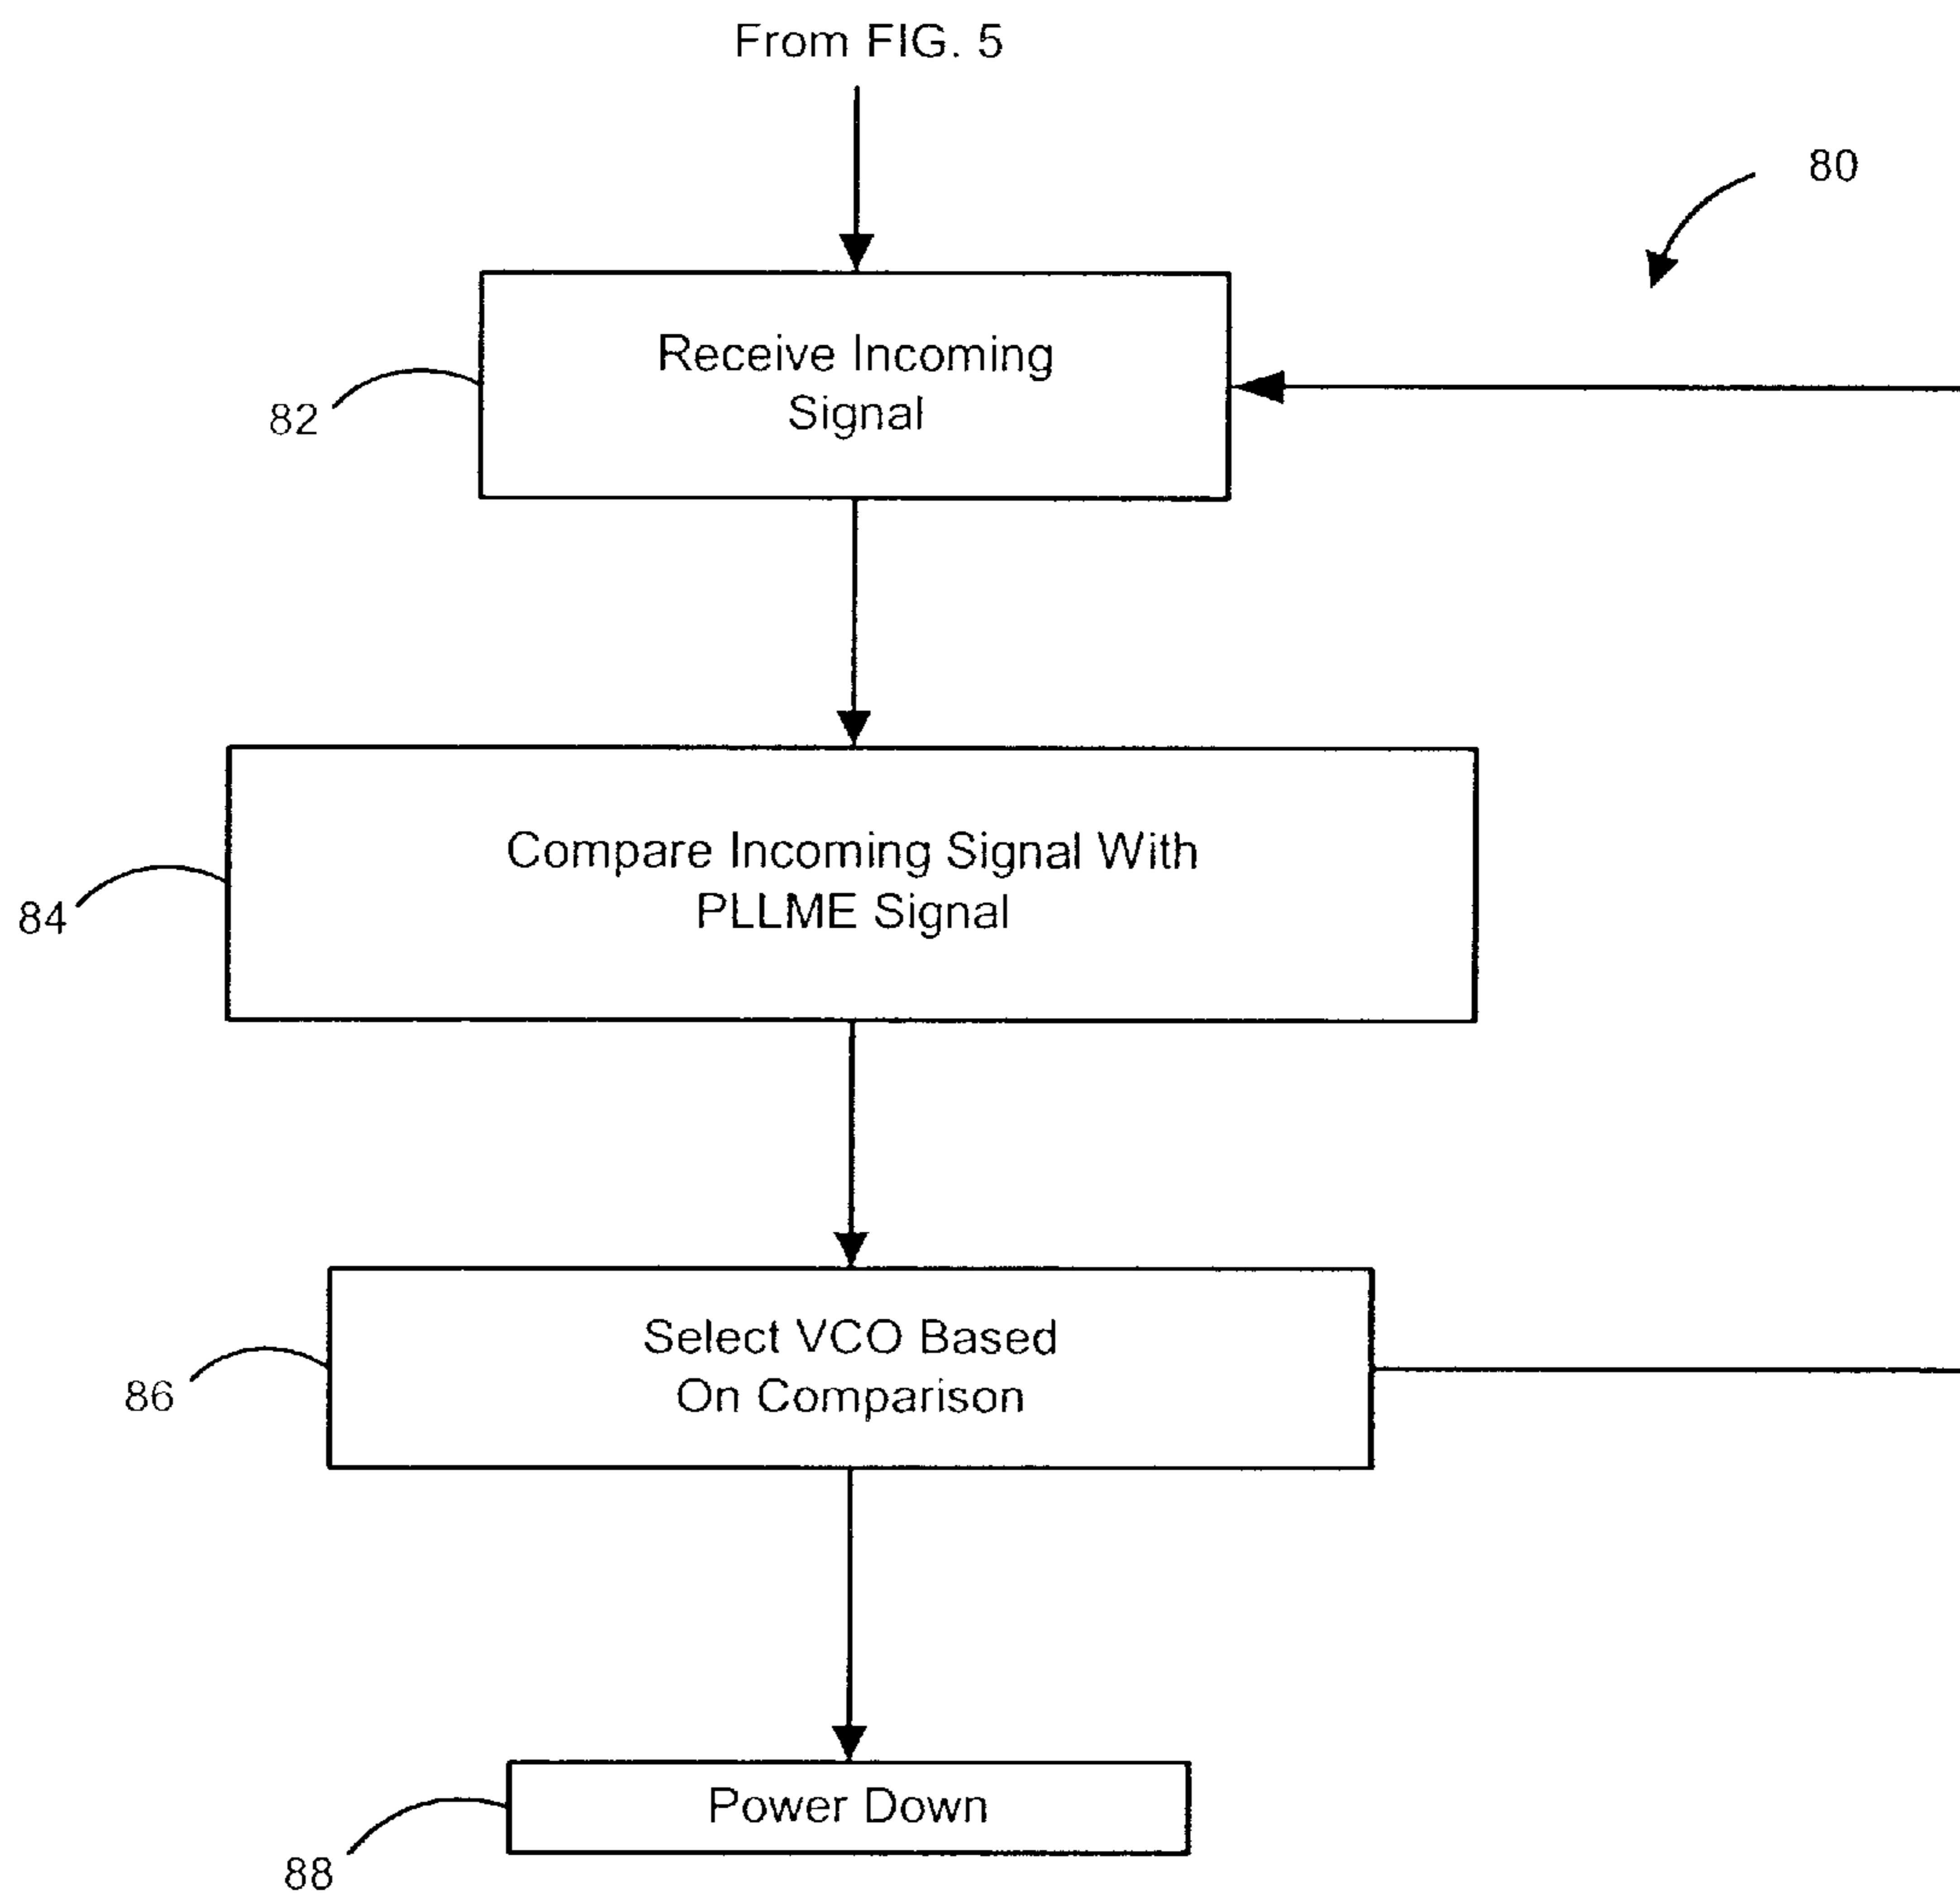 From FIG. 5
80
Receive Incoming
Signal
82
Compare Incoming Signal With
PLLME Signal
84
Select VCO Based
On Comparison
86
Power Down
88